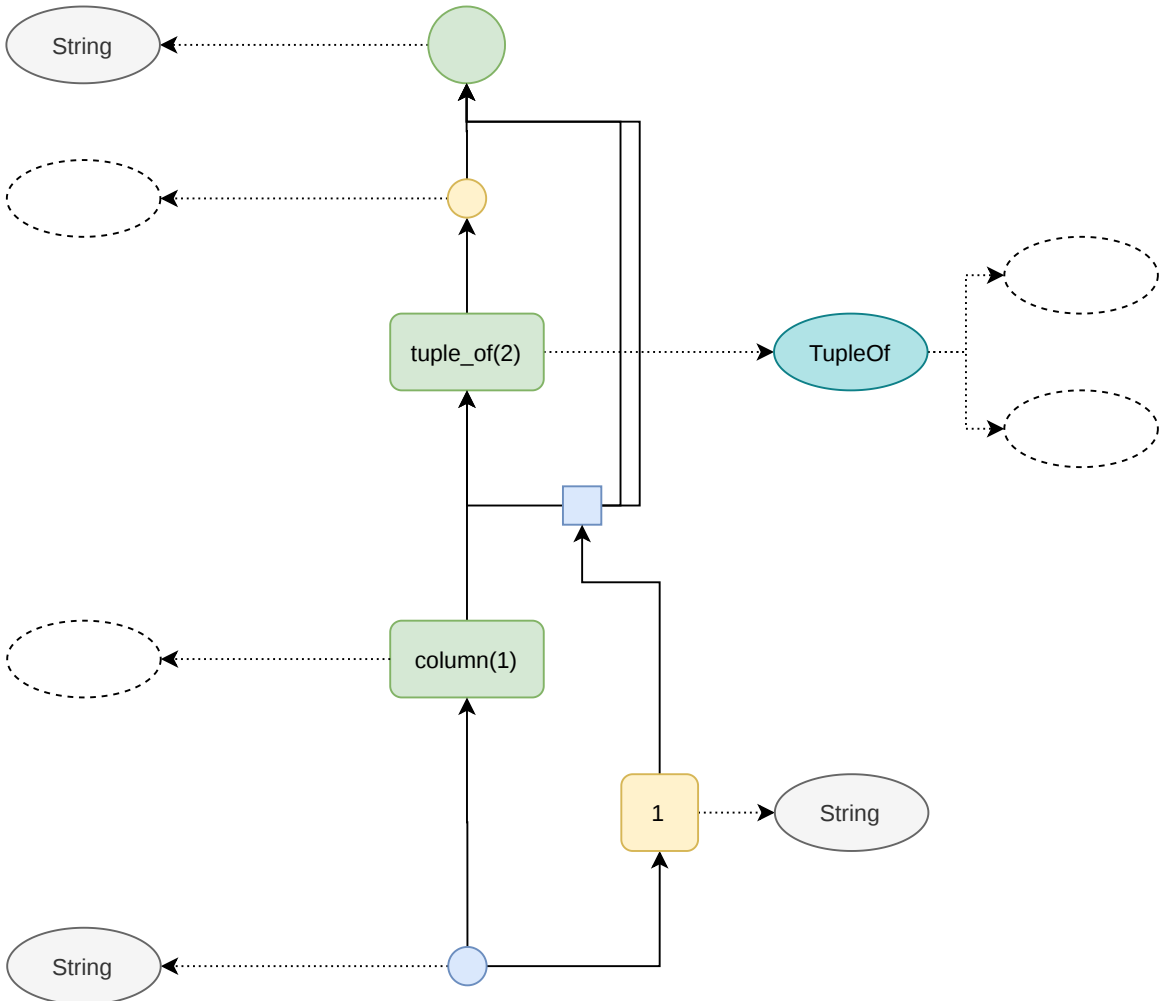 String
tuple_of(2)
TupleOf
column(1)
1
String
String